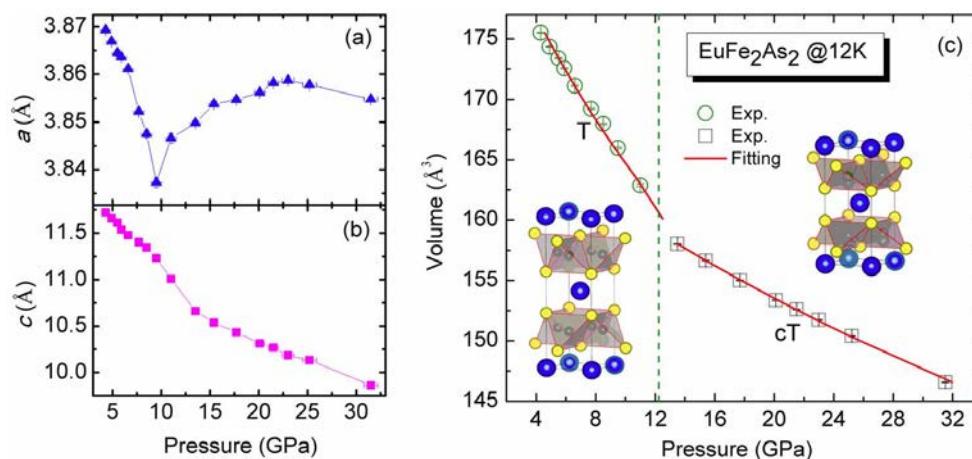 (a)
3.87
3.86
3.85
3.84
a (Å)
(b)
11.5
11.0
10.5
10.0
c (Å)
5 10 15 20 25 30
Pressure (GPa)
(c)
EuFe₂As₂ @12K
Exp.
Exp.
Fitting
T
cT
175
170
165
160
155
150
145
Volume (Å³)
4 8 12 16 20 24 28 32
Pressure (GPa)